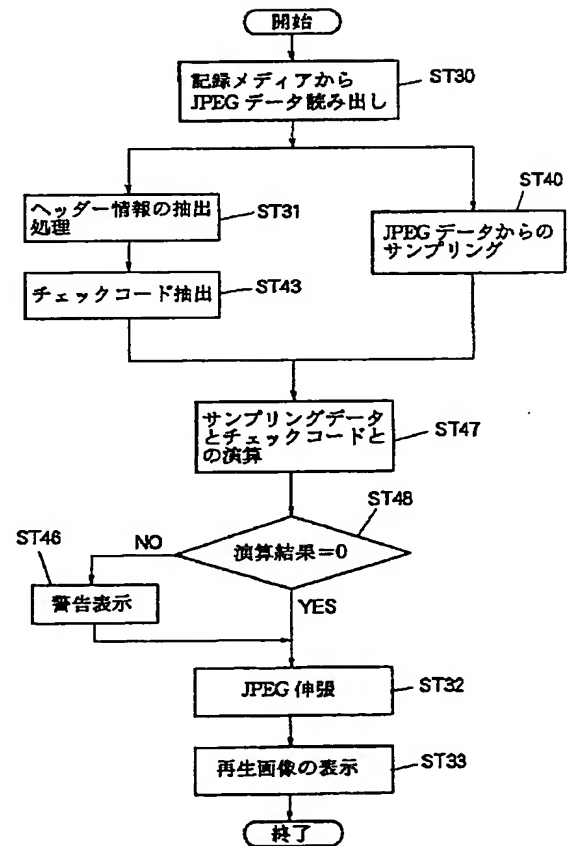 開始
記録メディアから
JPEG データ読み出し
ST30
ヘッダー情報の抽出
処理
ST31
チェックコード抽出
ST43
ST40
JPEG データからの
サンプリング
サンプリングデータ
とチェックコードと
の演算
ST47
ST48
演算結果=0
NO
YES
ST46
警告表示
JPEG 伸張
ST32
再生画像の表示
ST33
終了